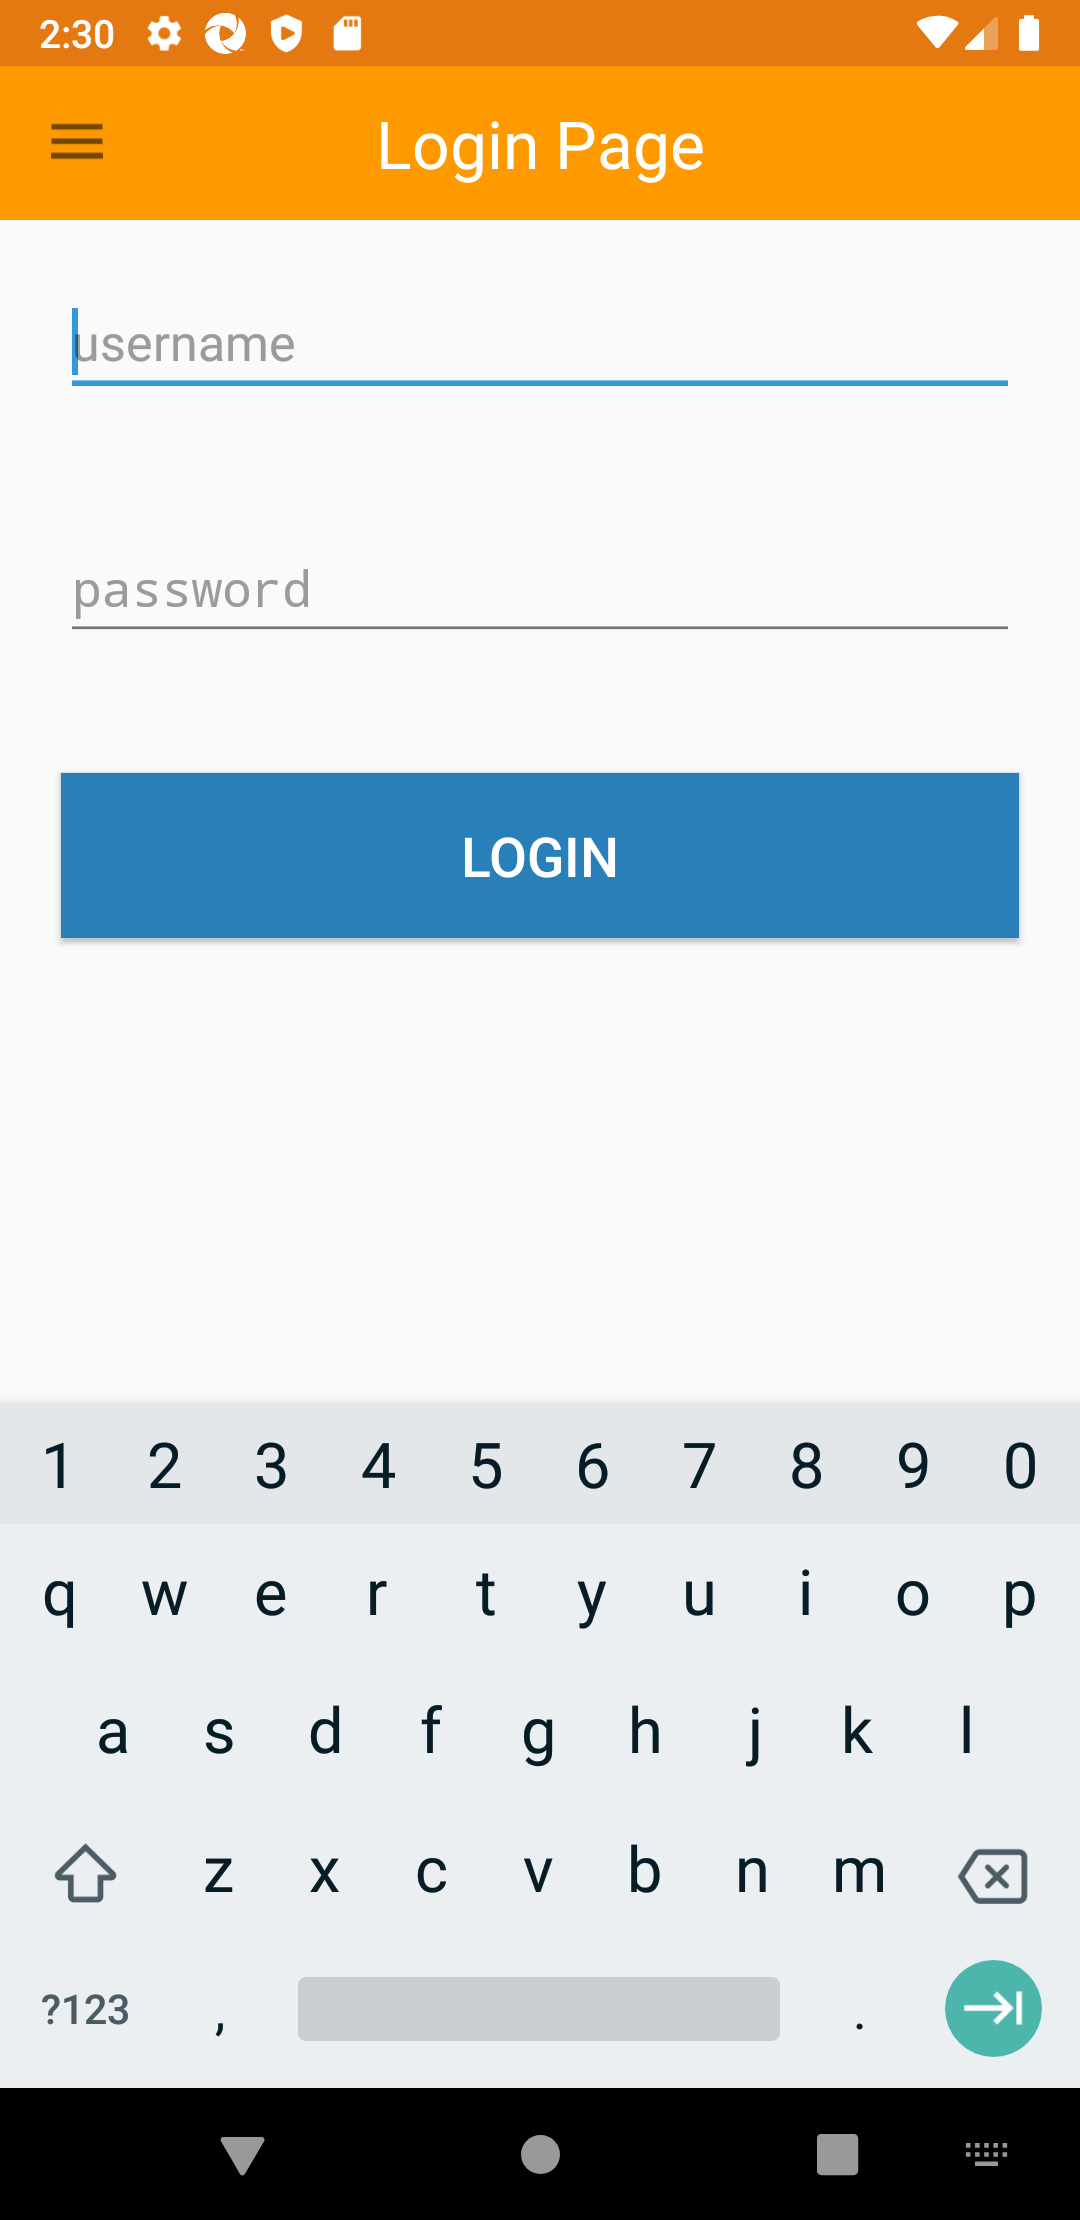 2:30
Login Page
username
password
LOGIN
1 2 3 4 5 6 7 8 9 0
q w e r t y u i o p
a s d f g h j k l
z x c v b n m
?123 , .